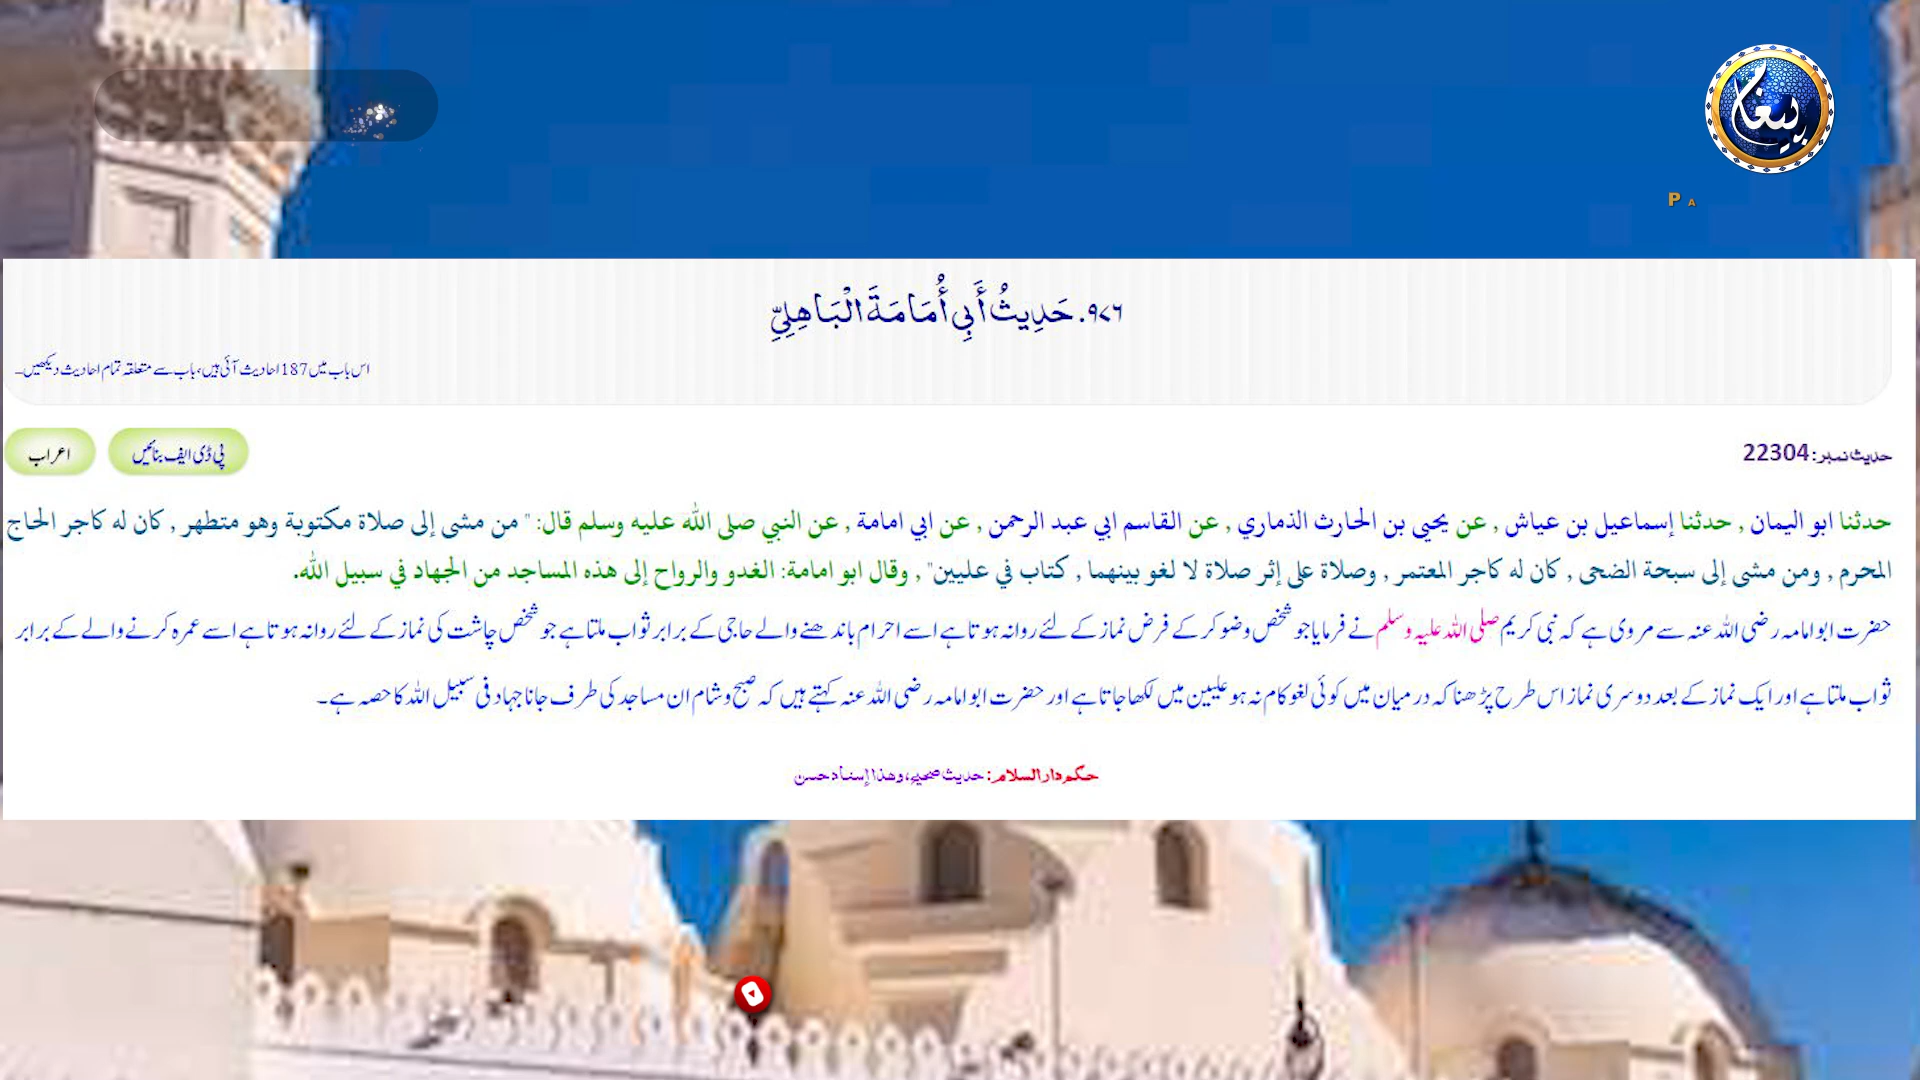 پیغام
P A
٩٧٦. حَدِيثُ أَبِي أُمَامَةَ الْبَاهِلِيِّ
اس باب میں 187 احادیث آئی ہیں، باب سے متعلقہ تمام احادیث دیکھیں۔
حدیث نمبر: 22304
پی ڈی ایف بنائیں
اعراب
حدثنا ابو اليمان , حدثنا إسماعيل بن عياش , عن يحيى بن الحارث الذماري , عن القاسم ابي عبد الرحمن , عن ابي امامة , عن النبي صلى الله عليه وسلم قال: " من مشى إلى صلاة مكتوبة وهو متطهر , كان له كاجر الحاج
المحرم , ومن مشى إلى سبحة الضحى , كان له كاجر المعتمر , وصلاة على إثر صلاة لا لغو بينهما , كتاب في عليين" , وقال ابو امامة: الغدو والرواح إلى هذه المساجد من الجهاد في سبيل الله.
حضرت ابوامامہ رضی اللہ عنہ سے مروی ہے کہ نبی کریم صلی اللہ علیہ وسلم نے فرمایا جو شخص وضو کر کے فرض نماز کے لئے روانہ ہوتا ہے اسے احرام باندھنے والے حاجی کے برابر ثواب ملتا ہے جو شخص چاشت کی نماز کے لئے روانہ ہوتا ہے اسے عمرہ کرنے والے کے برابر
ثواب ملتا ہے اور ایک نماز کے بعد دوسری نماز اس طرح پڑھنا کہ درمیان میں کوئی لغو کام نہ ہو علیین میں لکھا جاتا ہے اور حضرت ابوامامہ رضی اللہ عنہ کہتے ہیں کہ صبح و شام ان مساجد کی طرف جانا جہاد فی سبیل اللہ کا حصہ ہے۔
حكم دارالسلام: حديث صحيح، وهذا إسناد حسن